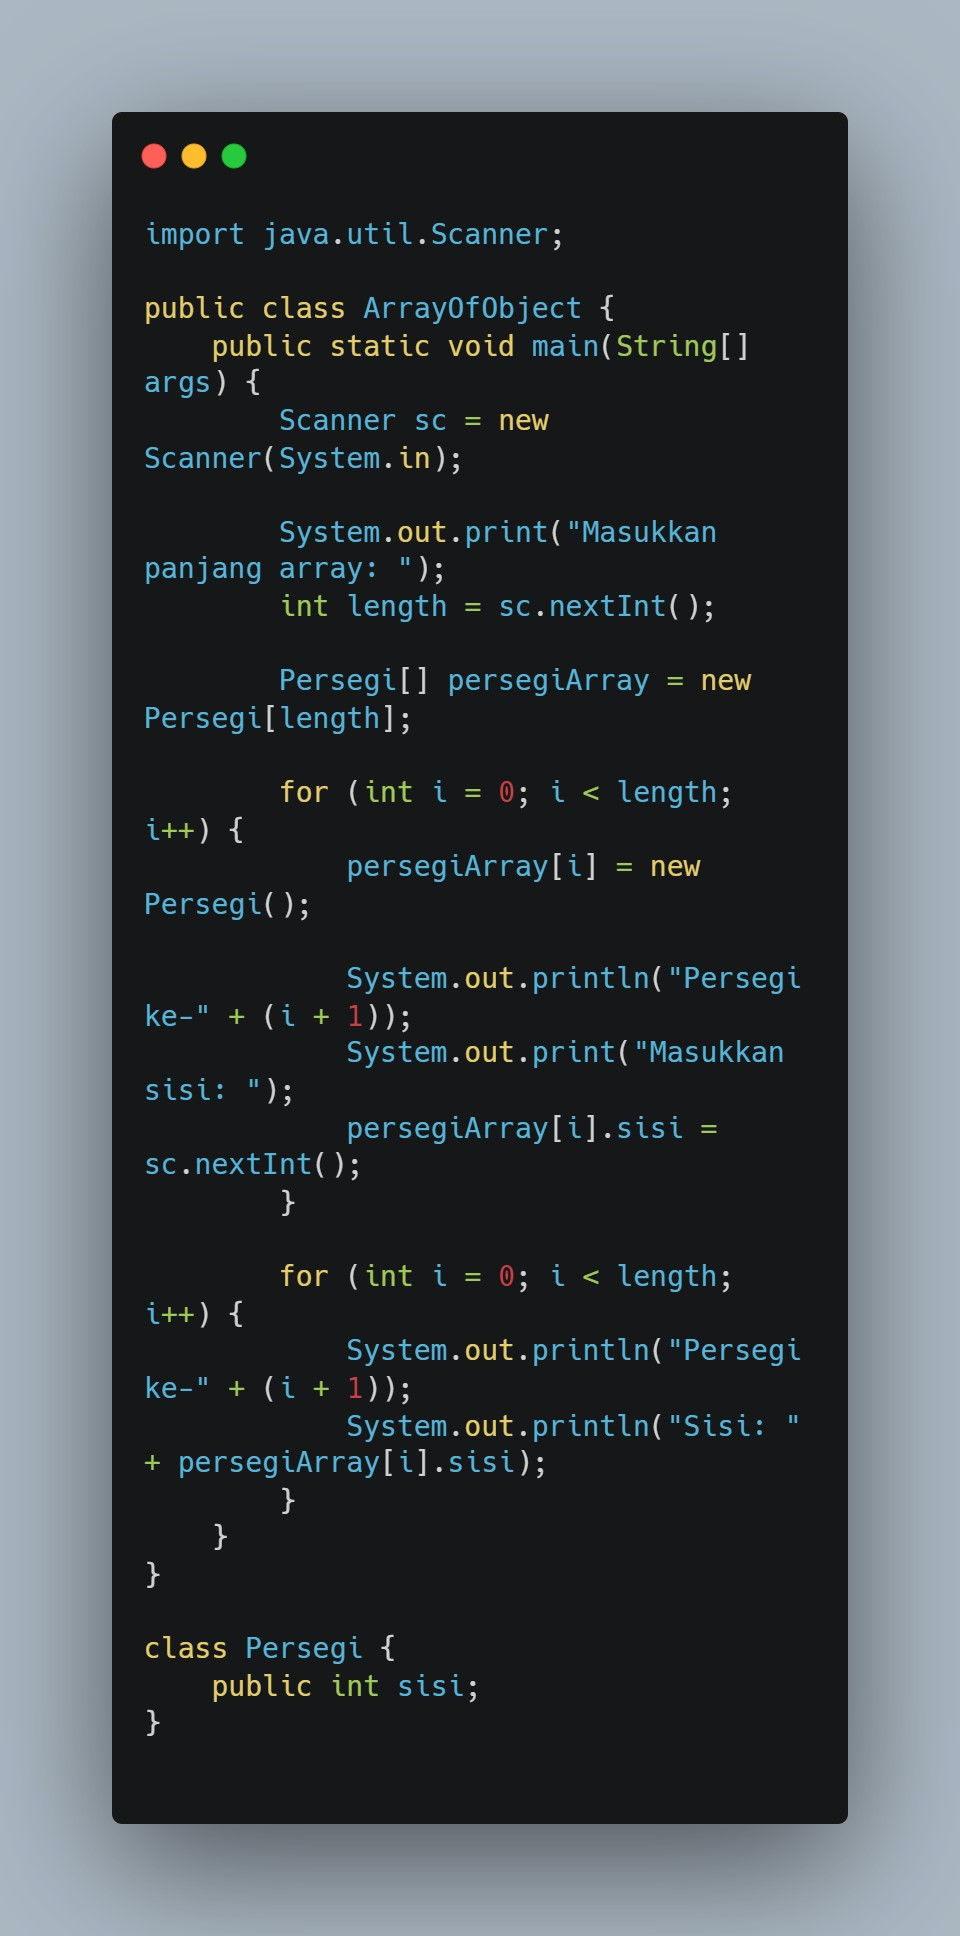 import java.util.Scanner;

public class ArrayOfObject {
    public static void main(String[]
args) {
        Scanner sc = new
Scanner(System.in);

        System.out.print("Masukkan
panjang array: ");
        int length = sc.nextInt();

        Persegi[] persegiArray = new
Persegi[length];

        for (int i = 0; i < length;
i++) {
            persegiArray[i] = new
Persegi();

            System.out.println("Persegi
ke-" + (i + 1));
            System.out.print("Masukkan
sisi: ");
            persegiArray[i].sisi =
sc.nextInt();
        }

        for (int i = 0; i < length;
i++) {
            System.out.println("Persegi
ke-" + (i + 1));
            System.out.println("Sisi: "
+ persegiArray[i].sisi);
        }
    }
}

class Persegi {
    public int sisi;
}